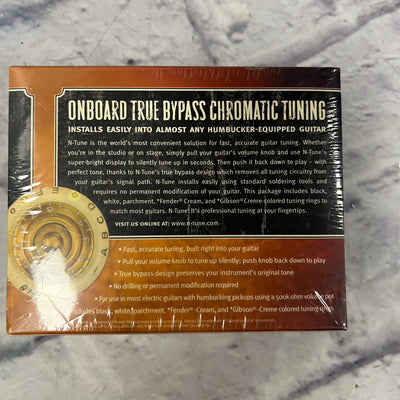 ONBOARD TRUE BYPASS CHROMATIC TUNING
INSTALLS EASILY INTO ALMOST ANY HUMBUCKER-EQUIPPED GUITAR
N-Tune is the world's most convenient solution for fast, accurate guitar tuning. Whether
you're in the studio or on stage, simply pull your guitar's volume knob and use N-Tune's
super-bright display to silently tune up in seconds. Then push it back down to play – with
perfect tone, thanks to N-Tune's true bypass design which removes all tuning circuitry from
your guitar's signal path. N-Tune installs easily using standard soldering tools and
requires no permanent modification of your guitar. This package includes black,
white, parchment, *Fender® Cream, and *Gibson® Creme-colored tuning rings to
match most guitars. N-Tune! It's professional tuning at your fingertips.
VISIT US ONLINE AT: www.n-tune.com
• Fast, accurate tuning, built right into your guitar
• Pull your volume knob to tune up silently; push knob back down to play
• True bypass design preserves your instrument's original tone
• No drilling or permanent modification required
• For use in most electric guitars with humbucking pickups using a 500k ohm volume pot
black, white, parchment, *Fender® -Cream, and *Gibson® -Creme colored tuning rings